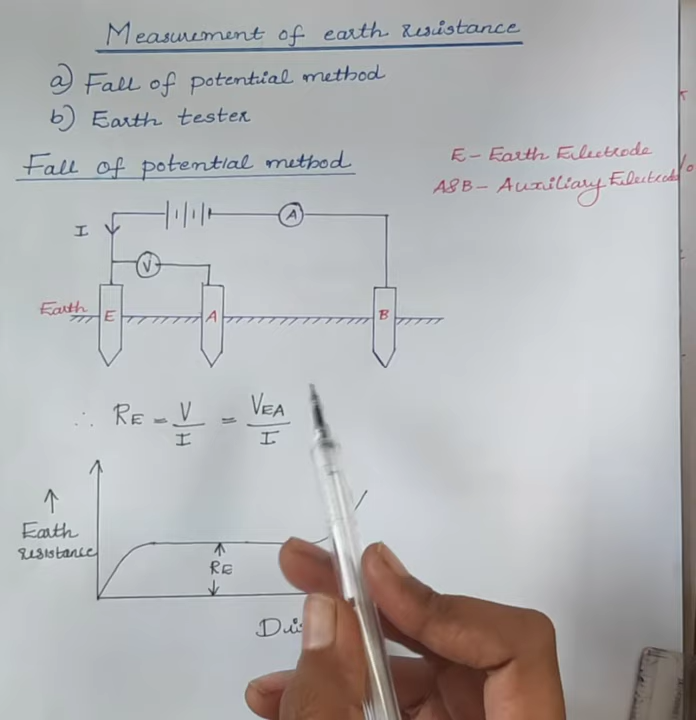 Measurement of earth resistance
a) Fall of potential method
b) Earth tester
Fall of potential method
E - Earth Electrode
A&B - Auxiliary Electrode
I
A
V
Earth
E
A
B
∴ RE = V/I = VEA/I
↑
Earth
resistance
RE